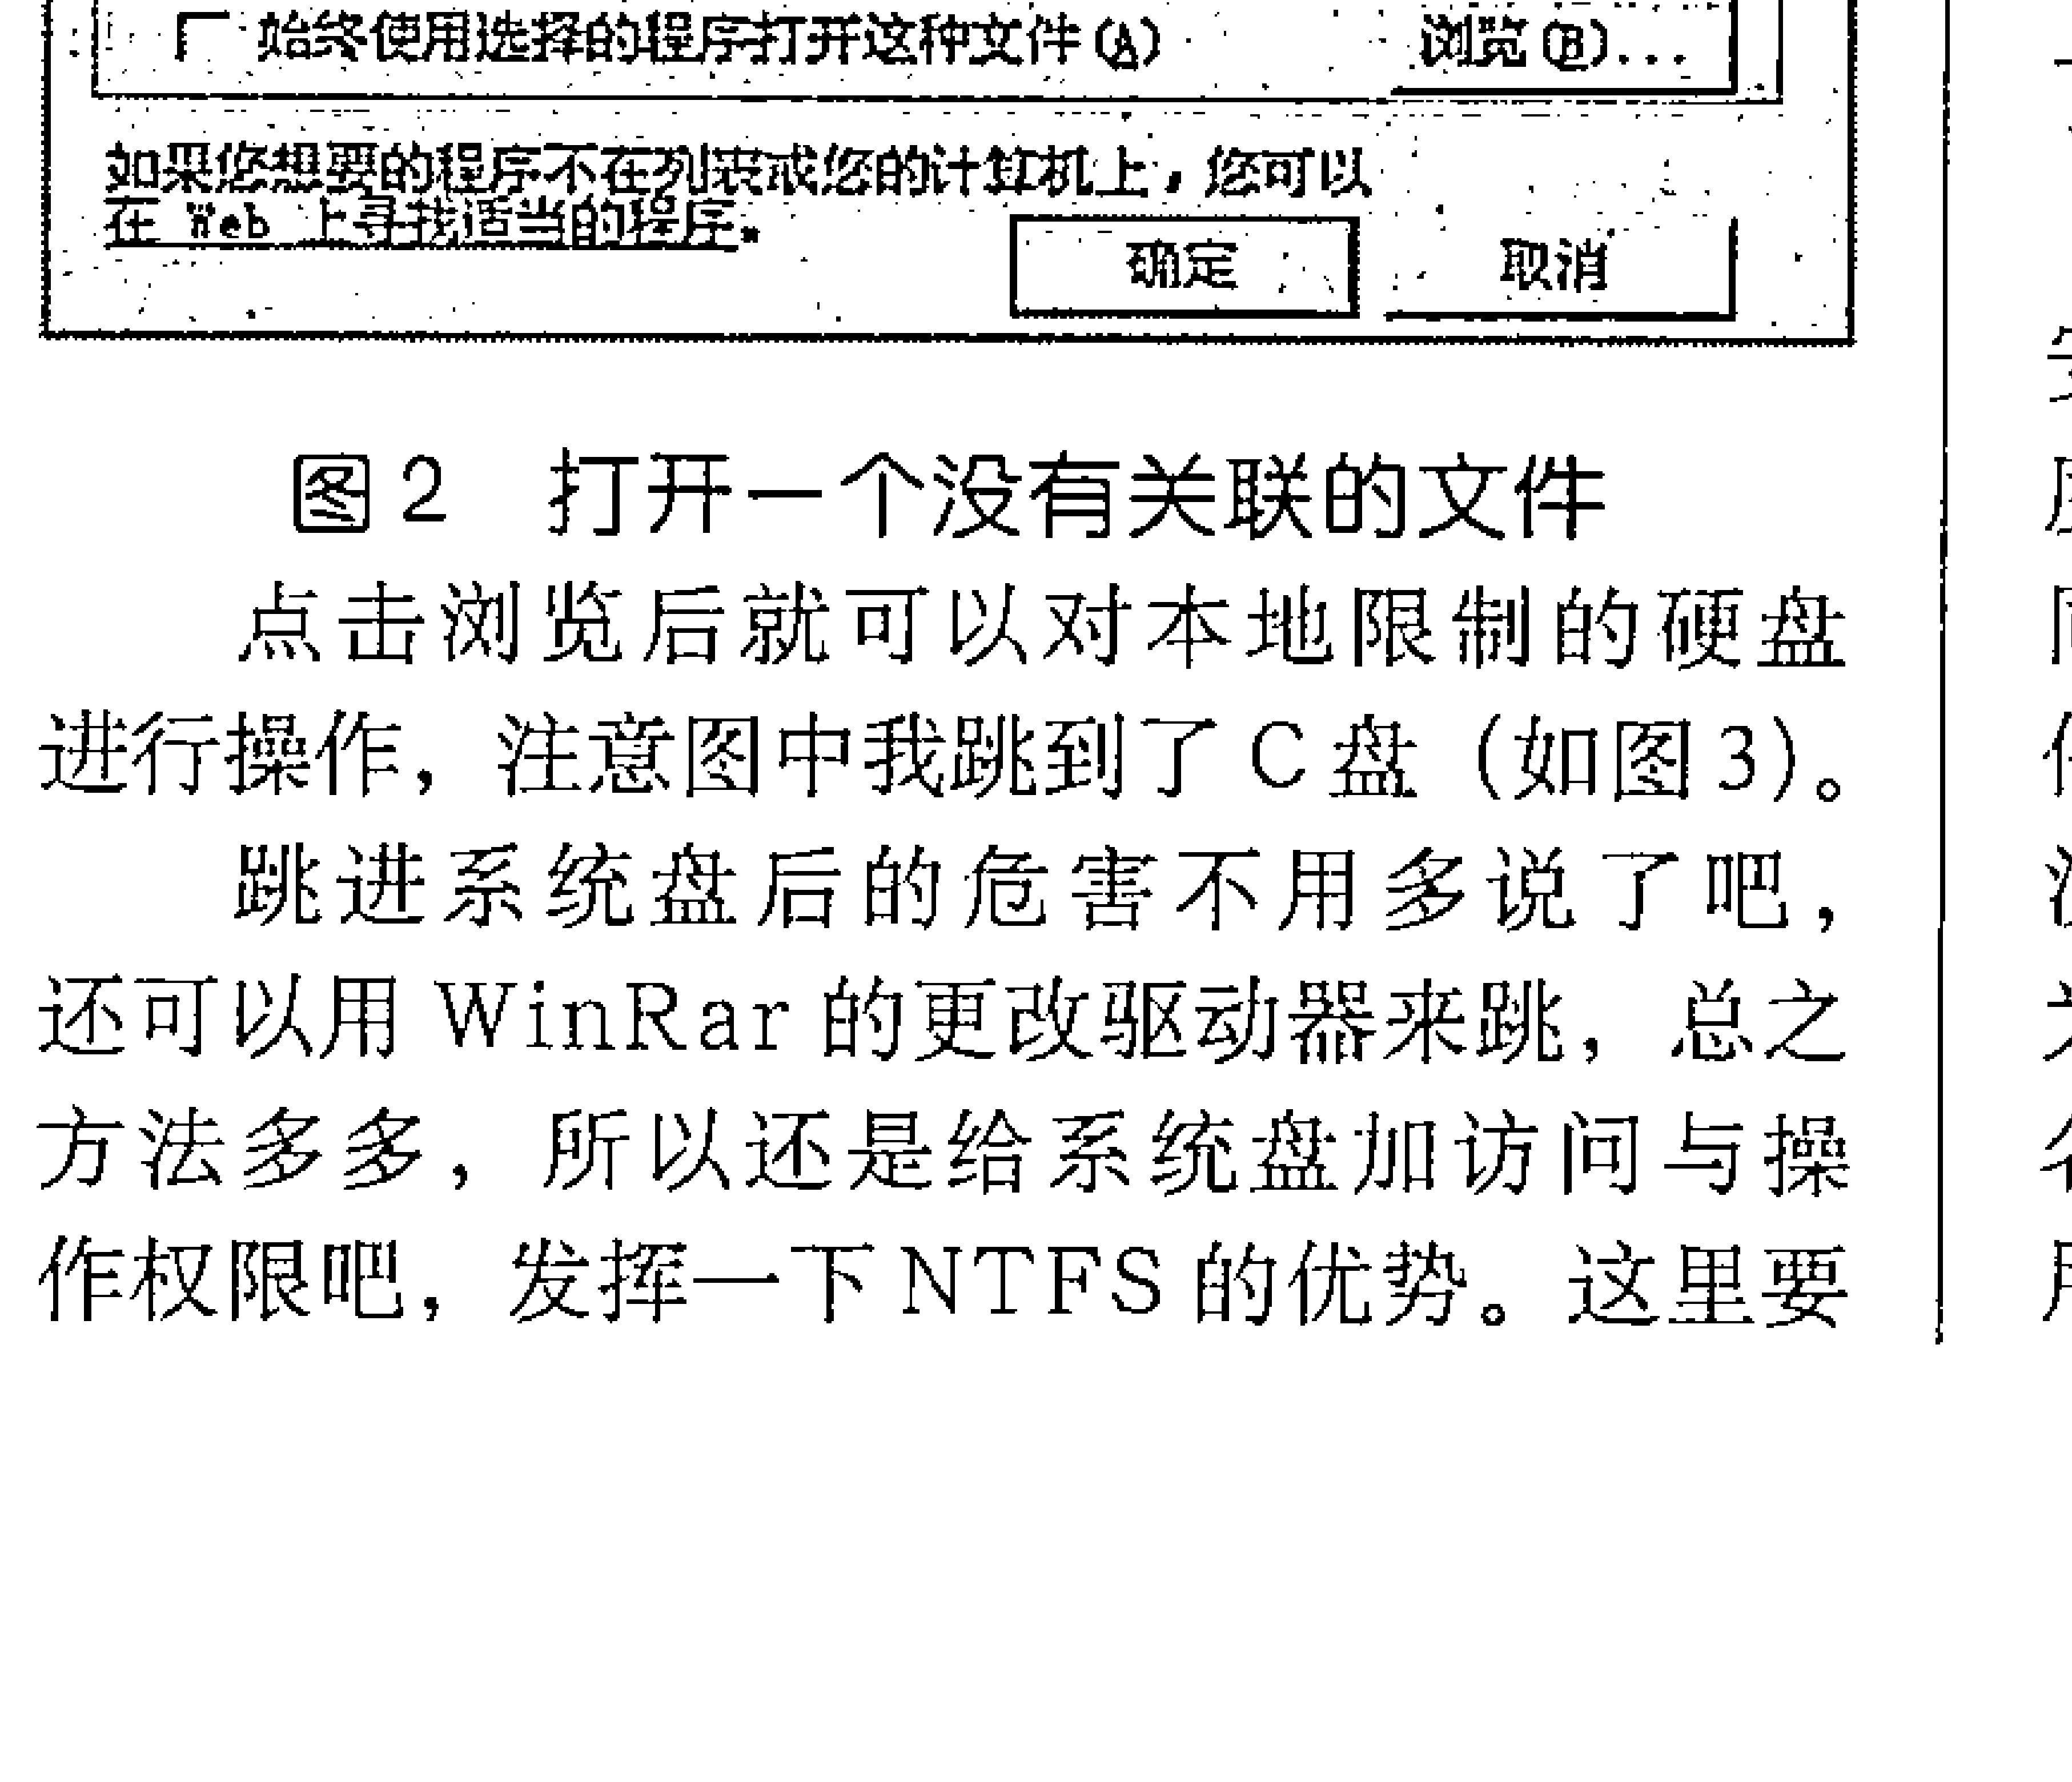 始终使用选择的程序打开这种文件(A) 浏览(B)...
如果您想要的程序不在列表或您的计算机上，您可以
在 Web 上寻找适当的程序。
确定 取消
图2 打开一个没有关联的文件
点击浏览后就可以对本地限制的硬盘
进行操作，注意图中我跳到了C盘（如图3）。
跳进系统盘后的危害不用多说了吧，
还可以用WinRar的更改驱动器来跳，总之
方法多多，所以还是给系统盘加访问与操
作权限吧，发挥一下NTFS的优势。这里要